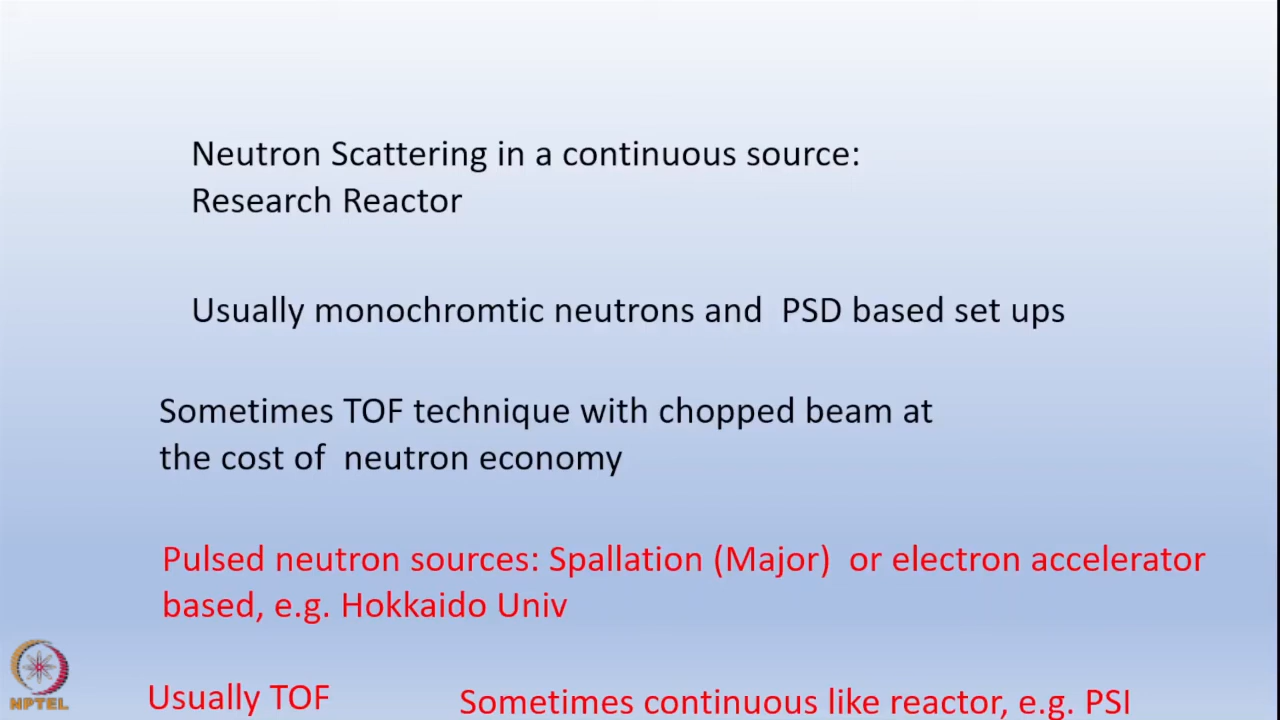 Neutron Scattering in a continuous source:
Research Reactor
Usually monochromtic neutrons and PSD based set ups
Sometimes TOF technique with chopped beam at
the cost of neutron economy
Pulsed neutron sources: Spallation (Major) or electron accelerator
based, e.g. Hokkaido Univ
Usually TOF
Sometimes continuous like reactor, e.g. PSI
NPTEL